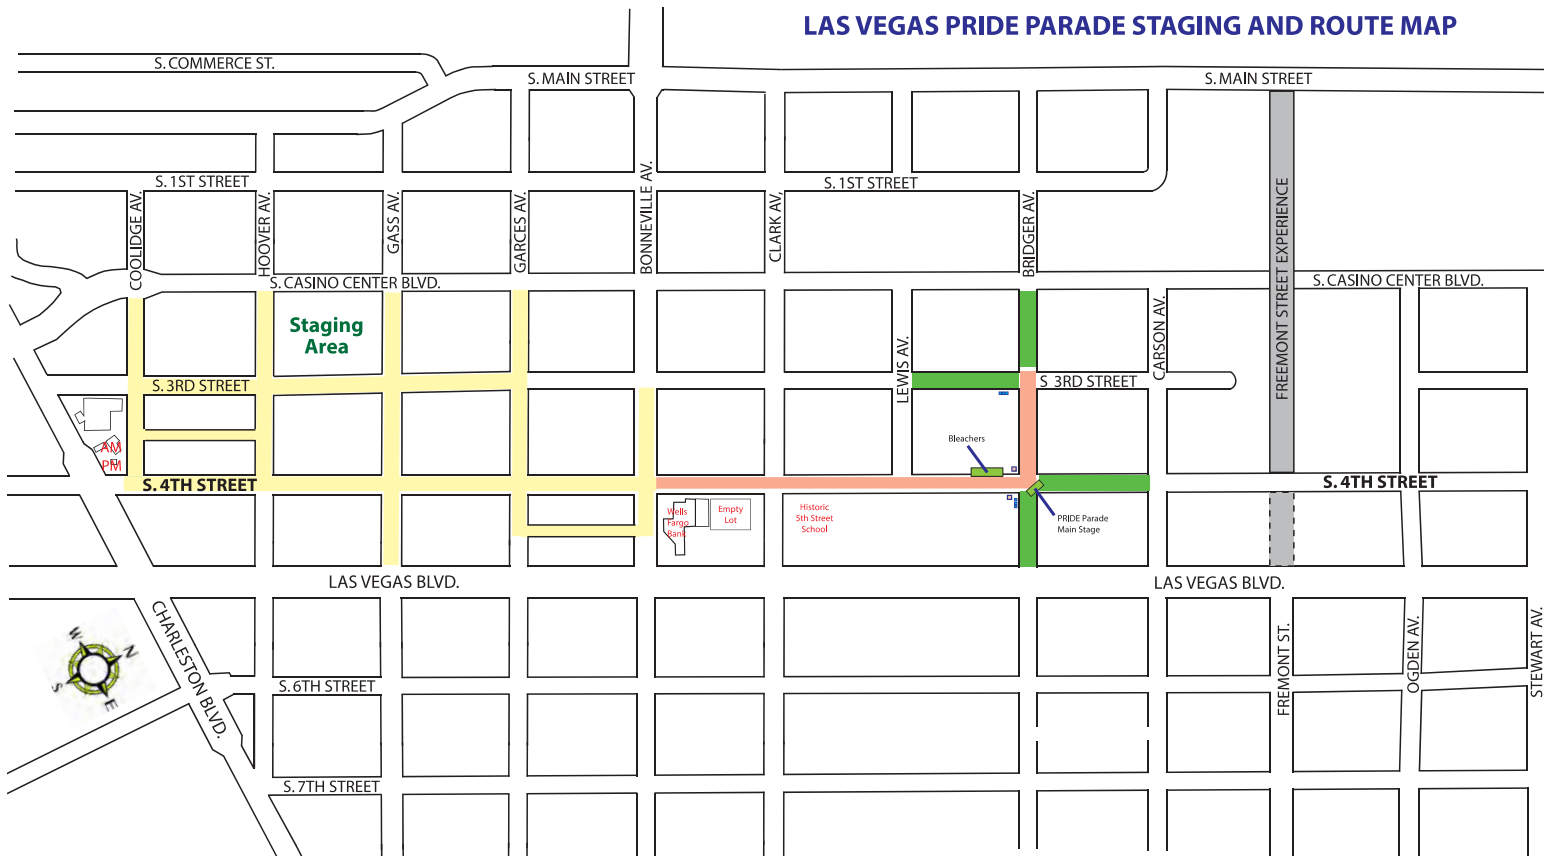 LAS VEGAS PRIDE PARADE STAGING AND ROUTE MAP
S. COMMERCE ST.
S. MAIN STREET
S. MAIN STREET
S. 1ST STREET
S. 1ST STREET
COOLIDGE AV.
HOOVER AV.
GASS AV.
GARCES AV.
BONNEVILLE AV.
CLARK AV.
BRIDGER AV.
FREEMONT STREET EXPERIENCE
S. CASINO CENTER BLVD.
S. CASINO CENTER BLVD.
Staging
Area
LEWIS AV.
CARSON AV.
S. 3RD STREET
S 3RD STREET
AM
PM
Bleachers
S. 4TH STREET
S. 4TH STREET
Wells
Fargo
Bank
Empty
Lot
Historic
5th Street
School
PRIDE Parade
Main Stage
LAS VEGAS BLVD.
LAS VEGAS BLVD.
W
N
S
E
CHARLESTON BLVD.
FREMONT ST.
OGDEN AV.
STEWART AV.
S. 6TH STREET
S. 7TH STREET